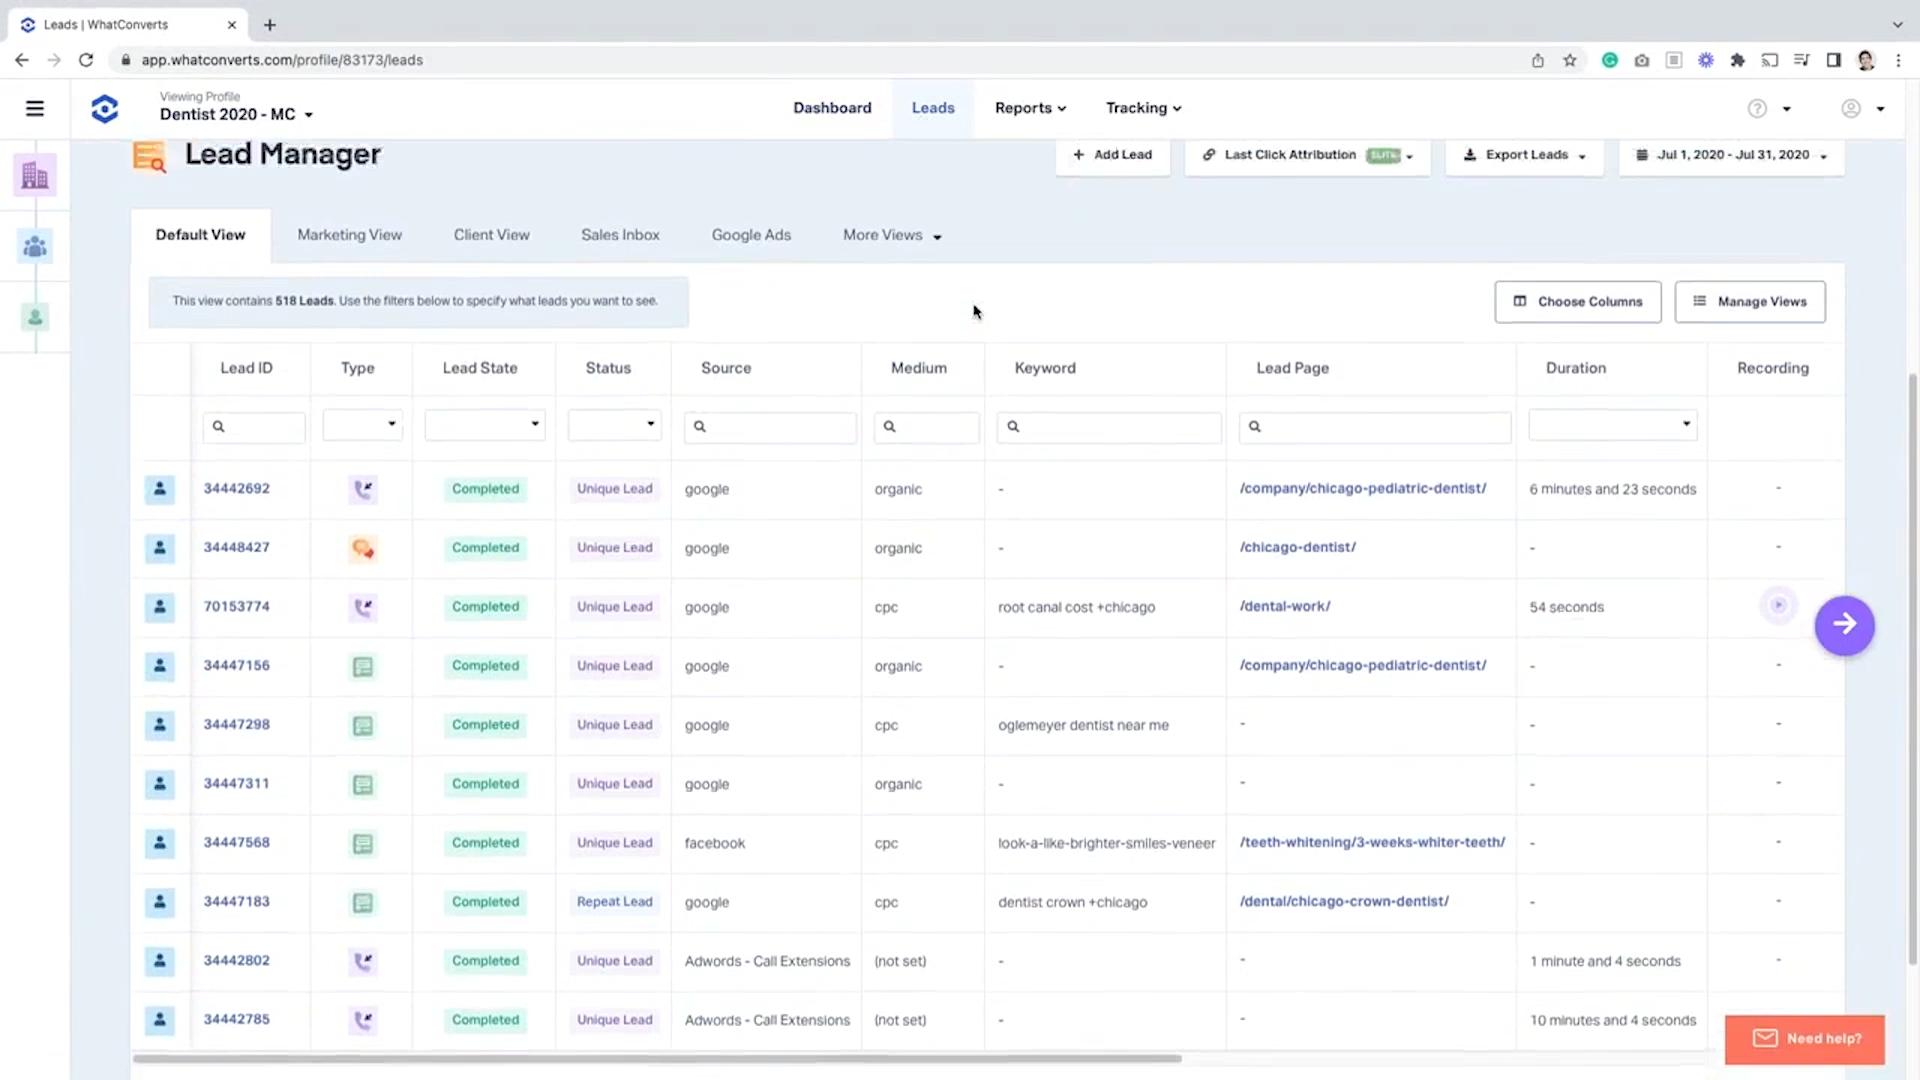 Leads | WhatConverts
app.whatconverts.com/profile/83173/leads
Viewing Profile
Dentist 2020 - MC
Dashboard Leads Reports Tracking
Lead Manager
+ Add Lead Last Click Attribution ELITE Export Leads Jul 1, 2020 - Jul 31, 2020
Default View Marketing View Client View Sales Inbox Google Ads More Views
This view contains 518 Leads. Use the filters below to specify what leads you want to see.
Choose Columns Manage Views
Lead ID Type Lead State Status Source Medium Keyword Lead Page Duration Recording
34442692 Completed Unique Lead google organic - /company/chicago-pediatric-dentist/ 6 minutes and 23 seconds -
34448427 Completed Unique Lead google organic - /chicago-dentist/ - -
70153774 Completed Unique Lead google cpc root canal cost +chicago /dental-work/ 54 seconds
34447156 Completed Unique Lead google organic - /company/chicago-pediatric-dentist/ - -
34447298 Completed Unique Lead google cpc oglemeyer dentist near me - - -
34447311 Completed Unique Lead google organic - - - -
34447568 Completed Unique Lead facebook cpc look-a-like-brighter-smiles-veneer /teeth-whitening/3-weeks-whiter-teeth/ - -
34447183 Completed Repeat Lead google cpc dentist crown +chicago /dental/chicago-crown-dentist/ - -
34442802 Completed Unique Lead Adwords - Call Extensions (not set) - - 1 minute and 4 seconds -
34442785 Completed Unique Lead Adwords - Call Extensions (not set) - - 10 minutes and 4 seconds
Need help?